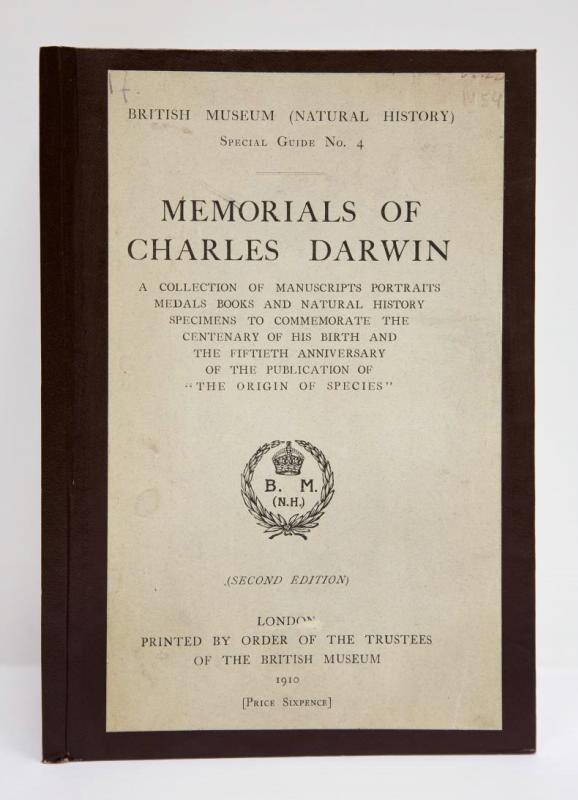 BRITISH MUSEUM (NATURAL HISTORY)
SPECIAL GUIDE NO. 4
MEMORIALS OF
CHARLES DARWIN
A COLLECTION OF MANUSCRIPTS PORTRAITS
MEDALS BOOKS AND NATURAL HISTORY
SPECIMENS TO COMMEMORATE THE
CENTENARY OF HIS BIRTH AND
THE FIFTIETH ANNIVERSARY
OF THE PUBLICATION OF
"THE ORIGIN OF SPECIES"
B. M.
(N.H.)
(SECOND EDITION)
LONDON
PRINTED BY ORDER OF THE TRUSTEES
OF THE BRITISH MUSEUM
1910
[PRICE SIXPENCE]